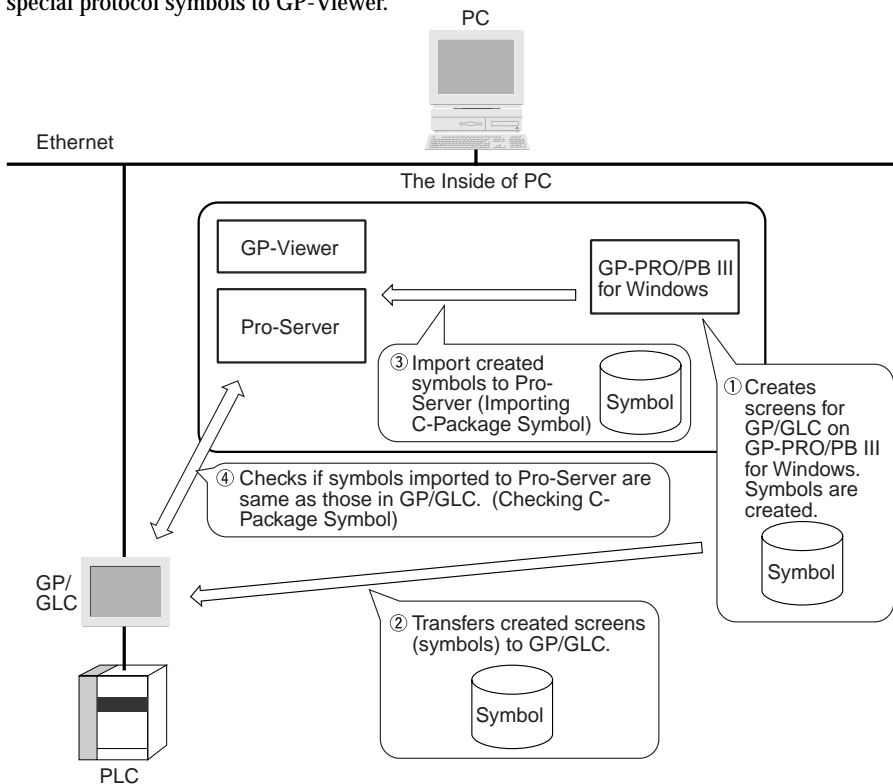 special protocol symbols to GP-Viewer.
PC
Ethernet
The Inside of PC
GP-Viewer
GP-PRO/PB III
for Windows
Pro-Server
③ Import created
symbols to Pro-
Server (Importing
C-Package Symbol)
Symbol
① Creates
screens for
GP/GLC on
GP-PRO/PB III
for Windows.
Symbols are
created.
Symbol
④ Checks if symbols imported to Pro-Server are
same as those in GP/GLC. (Checking C-
Package Symbol)
GP/
GLC
② Transfers created screens
(symbols) to GP/GLC.
Symbol
PLC